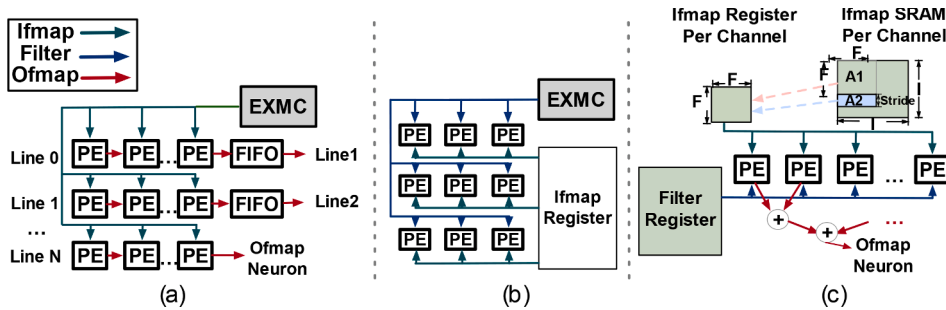 Ifmap
Filter
Ofmap
EXMC
Line 0 PE PE ... PE FIFO Line1
Line 1 PE PE ... PE FIFO Line2
...
Line N PE PE ... PE Ofmap
Neuron
(a)
EXMC
PE PE PE
PE PE PE
PE PE PE
Ifmap
Register
(b)
Ifmap Register
Per Channel
Ifmap SRAM
Per Channel
F
F
F
F
A1
A2
Stride
I
I
PE PE PE ... PE
Filter
Register
+
+
...
Ofmap
Neuron
(c)